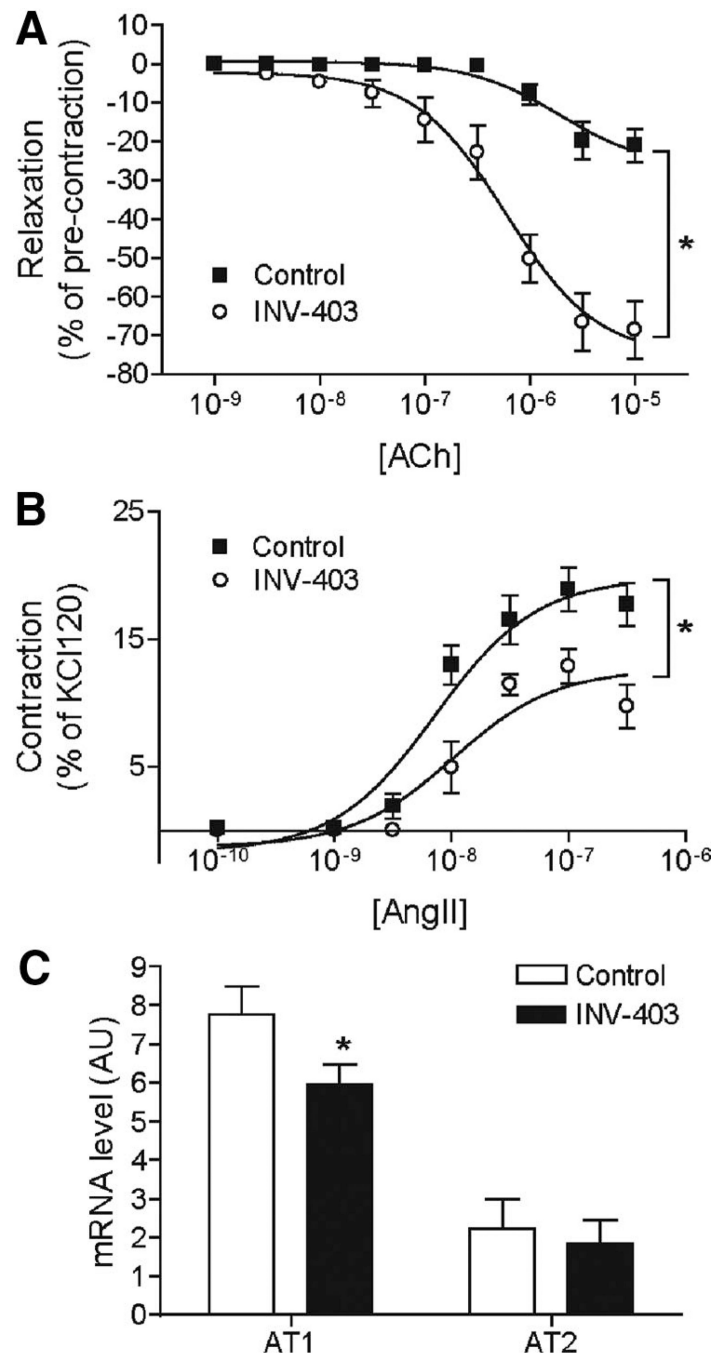 A
Relaxation
(% of pre-contraction)
10
0
-10
-20
-30
-40
-50
-60
-70
-80
Control
INV-403
*
10⁻⁹ 10⁻⁸ 10⁻⁷ 10⁻⁶ 10⁻⁵
[ACh]
B
Contraction
(% of KCl120)
25
15
5
Control
INV-403
*
10⁻¹⁰ 10⁻⁹ 10⁻⁸ 10⁻⁷ 10⁻⁶
[AngII]
C
mRNA level (AU)
9
8
7
6
5
4
3
2
1
0
Control
INV-403
*
AT1 AT2